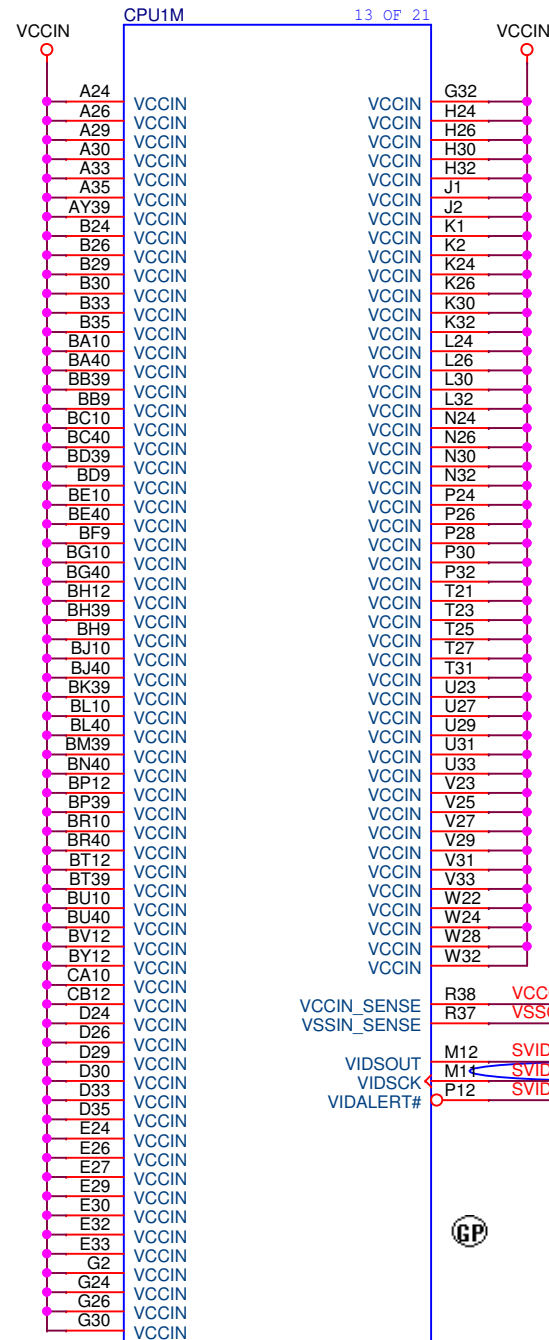 CPU1M 13 OF 21
VCCIN VCCIN
A24 VCCIN VCCIN G32
A26 VCCIN VCCIN H24
A29 VCCIN VCCIN H26
A30 VCCIN VCCIN H30
A33 VCCIN VCCIN H32
A35 VCCIN VCCIN J1
AY39 VCCIN VCCIN J2
B24 VCCIN VCCIN K1
B26 VCCIN VCCIN K2
B29 VCCIN VCCIN K24
B30 VCCIN VCCIN K26
B33 VCCIN VCCIN K30
B35 VCCIN VCCIN K32
BA10 VCCIN VCCIN L24
BA40 VCCIN VCCIN L26
BB39 VCCIN VCCIN L30
BB9 VCCIN VCCIN L32
BC10 VCCIN VCCIN N24
BC40 VCCIN VCCIN N26
BD39 VCCIN VCCIN N30
BD9 VCCIN VCCIN N32
BE10 VCCIN VCCIN P24
BE40 VCCIN VCCIN P26
BF9 VCCIN VCCIN P28
BG10 VCCIN VCCIN P30
BG40 VCCIN VCCIN P32
BH12 VCCIN VCCIN T21
BH39 VCCIN VCCIN T23
BH9 VCCIN VCCIN T25
BJ10 VCCIN VCCIN T27
BJ40 VCCIN VCCIN T31
BK39 VCCIN VCCIN U23
BL10 VCCIN VCCIN U27
BL40 VCCIN VCCIN U29
BM39 VCCIN VCCIN U31
BN40 VCCIN VCCIN U33
BP12 VCCIN VCCIN V23
BP39 VCCIN VCCIN V25
BR10 VCCIN VCCIN V27
BR40 VCCIN VCCIN V29
BT12 VCCIN VCCIN V31
BT39 VCCIN VCCIN V33
BU10 VCCIN VCCIN W22
BU40 VCCIN VCCIN W24
BV12 VCCIN VCCIN W28
BY12 VCCIN VCCIN W32
CA10 VCCIN
CB12 VCCIN VCCIN_SENSE R38
D24 VCCIN VSSIN_SENSE R37
D26 VCCIN
D29 VCCIN VIDSOUT M12 SVID
D30 VCCIN VIDSCK M11 SVID
D33 VCCIN VIDALERT# P12 SVID
D35 VCCIN
E24 VCCIN
E26 VCCIN
E27 VCCIN
E29 VCCIN
E30 VCCIN
E32 VCCIN
E33 VCCIN
G2 VCCIN
G24 VCCIN
G26 VCCIN
G30 VCCIN
GP